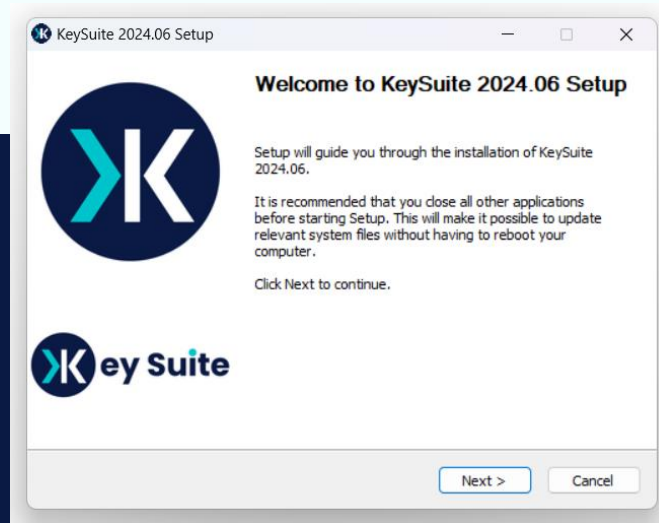 KeySuite 2024.06 Setup
Welcome to KeySuite 2024.06 Setup
Setup will guide you through the installation of KeySuite
2024.06.
It is recommended that you close all other applications
before starting Setup. This will make it possible to update
relevant system files without having to reboot your
computer.
Click Next to continue.
Key Suite
Next >
Cancel